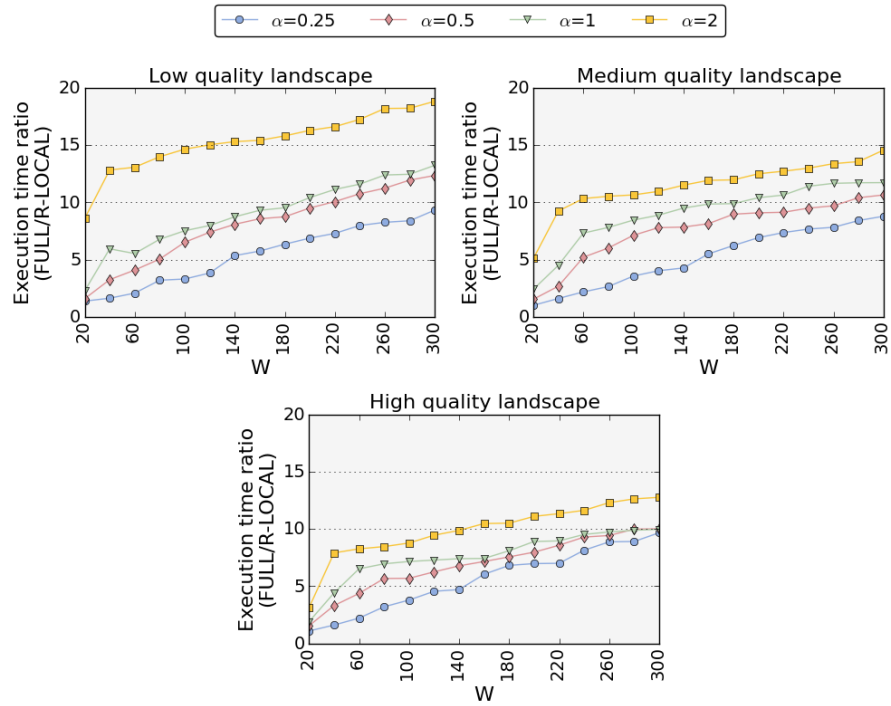 α=0.25 α=0.5 α=1 α=2
Low quality landscape
Execution time ratio
(FULL/R-LOCAL)
20
15
10
5
0
20 60 100 140 180 220 260 300
W
Medium quality landscape
Execution time ratio
(FULL/R-LOCAL)
20
15
10
5
0
20 60 100 140 180 220 260 300
W
High quality landscape
Execution time ratio
(FULL/R-LOCAL)
20
15
10
5
0
20 60 100 140 180 220 260 300
W